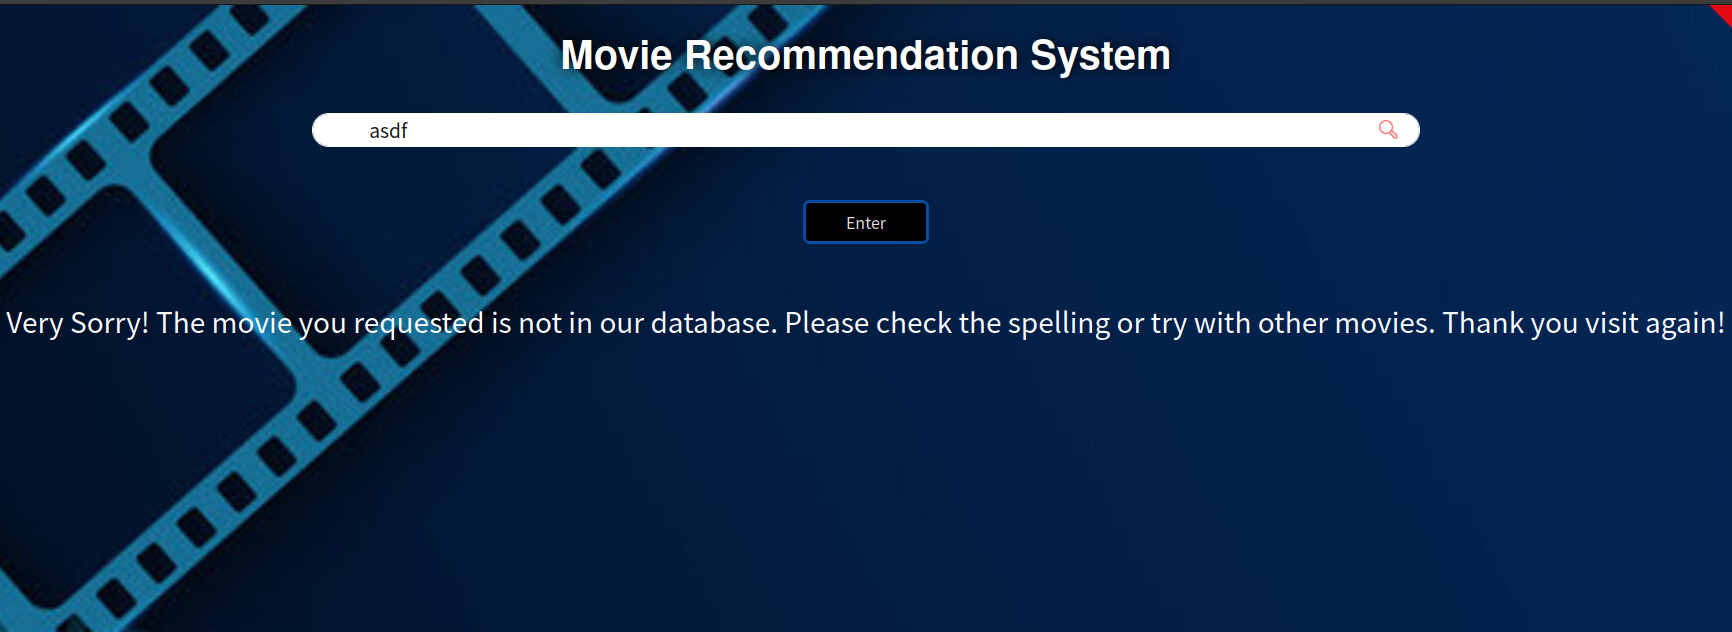 Movie Recommendation System
asdf
Enter
Very Sorry! The movie you requested is not in our database. Please check the spelling or try with other movies. Thank you visit again!